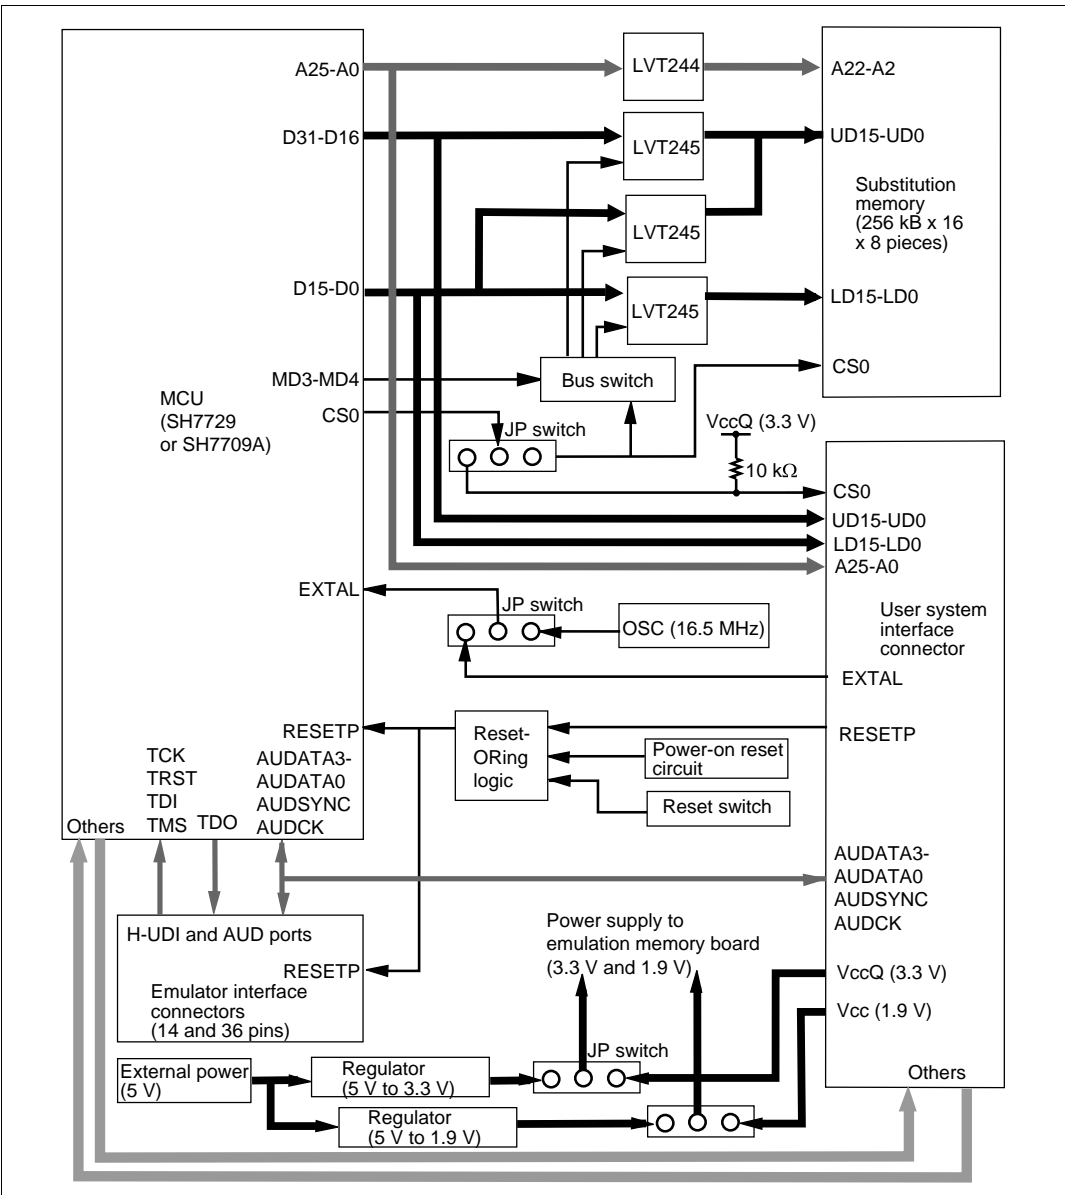 A25-A0
LVT244
A22-A2
D31-D16
LVT245
UD15-UD0
Substitution
memory
(256 kB x 16
x 8 pieces)
LVT245
D15-D0
LVT245
LD15-LD0
MD3-MD4
Bus switch
CS0
MCU
(SH7729
or SH7709A)
CS0
JP switch
VccQ (3.3 V)
10 kΩ
CS0
UD15-UD0
LD15-LD0
A25-A0
EXTAL
JP switch
OSC (16.5 MHz)
User system
interface
connector
EXTAL
RESETP
Reset-
ORing
logic
RESETP
Power-on reset
circuit
Reset switch
TCK
TRST
TDI
TMS
TDO
AUDATA3-
AUDATA0
AUDSYNC
AUDCK
Others
AUDATA3-
AUDATA0
AUDSYNC
AUDCK
H-UDI and AUD ports
RESETP
Emulator interface
connectors
(14 and 36 pins)
Power supply to
emulation memory board
(3.3 V and 1.9 V)
VccQ (3.3 V)
Vcc (1.9 V)
External power
(5 V)
Regulator
(5 V to 3.3 V)
JP switch
Regulator
(5 V to 1.9 V)
Others